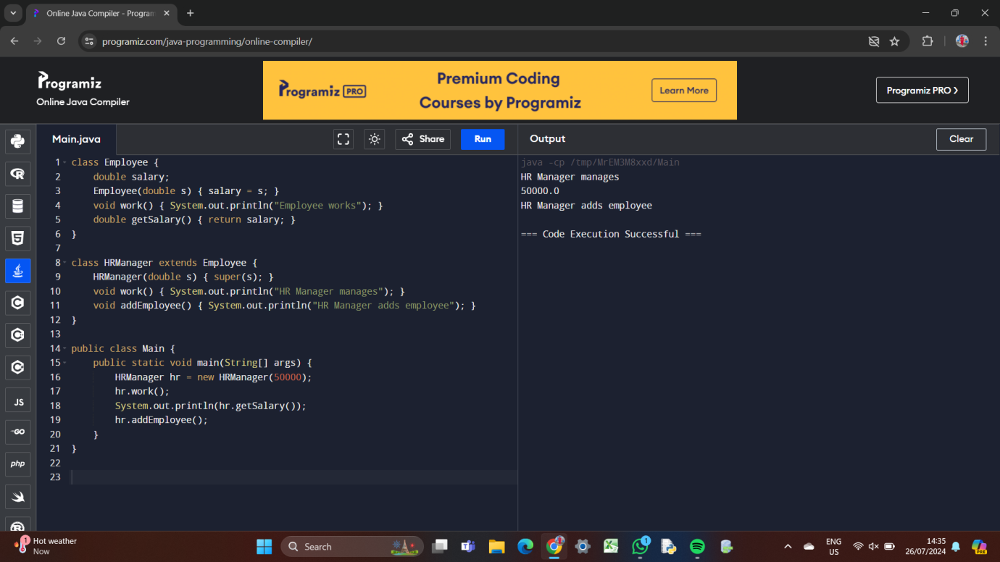 Online Java Compiler - Program
programiz.com/java-programming/online-compiler/
Programiz
Online Java Compiler
Programiz PRO
Premium Coding
Courses by Programiz
Learn More
Programiz PRO
Main.java
Share
Run
Output
Clear
1 class Employee {
2 double salary;
3 Employee(double s) { salary = s; }
4 void work() { System.out.println("Employee works"); }
5 double getSalary() { return salary; }
6 }
7
8 class HRManager extends Employee {
9 HRManager(double s) { super(s); }
10 void work() { System.out.println("HR Manager manages"); }
11 void addEmployee() { System.out.println("HR Manager adds employee"); }
12 }
13
14 public class Main {
15 public static void main(String[] args) {
16 HRManager hr = new HRManager(50000);
17 hr.work();
18 System.out.println(hr.getSalary());
19 hr.addEmployee();
20 }
21 }
22
23
java -cp /tmp/MrEM3M8xxd/Main
HR Manager manages
50000.0
HR Manager adds employee
=== Code Execution Successful ===
R
5
C
C
C
JS
GO
php
1
Hot weather
Now
Search
1
ENG
US
14:35
26/07/2024
PRE